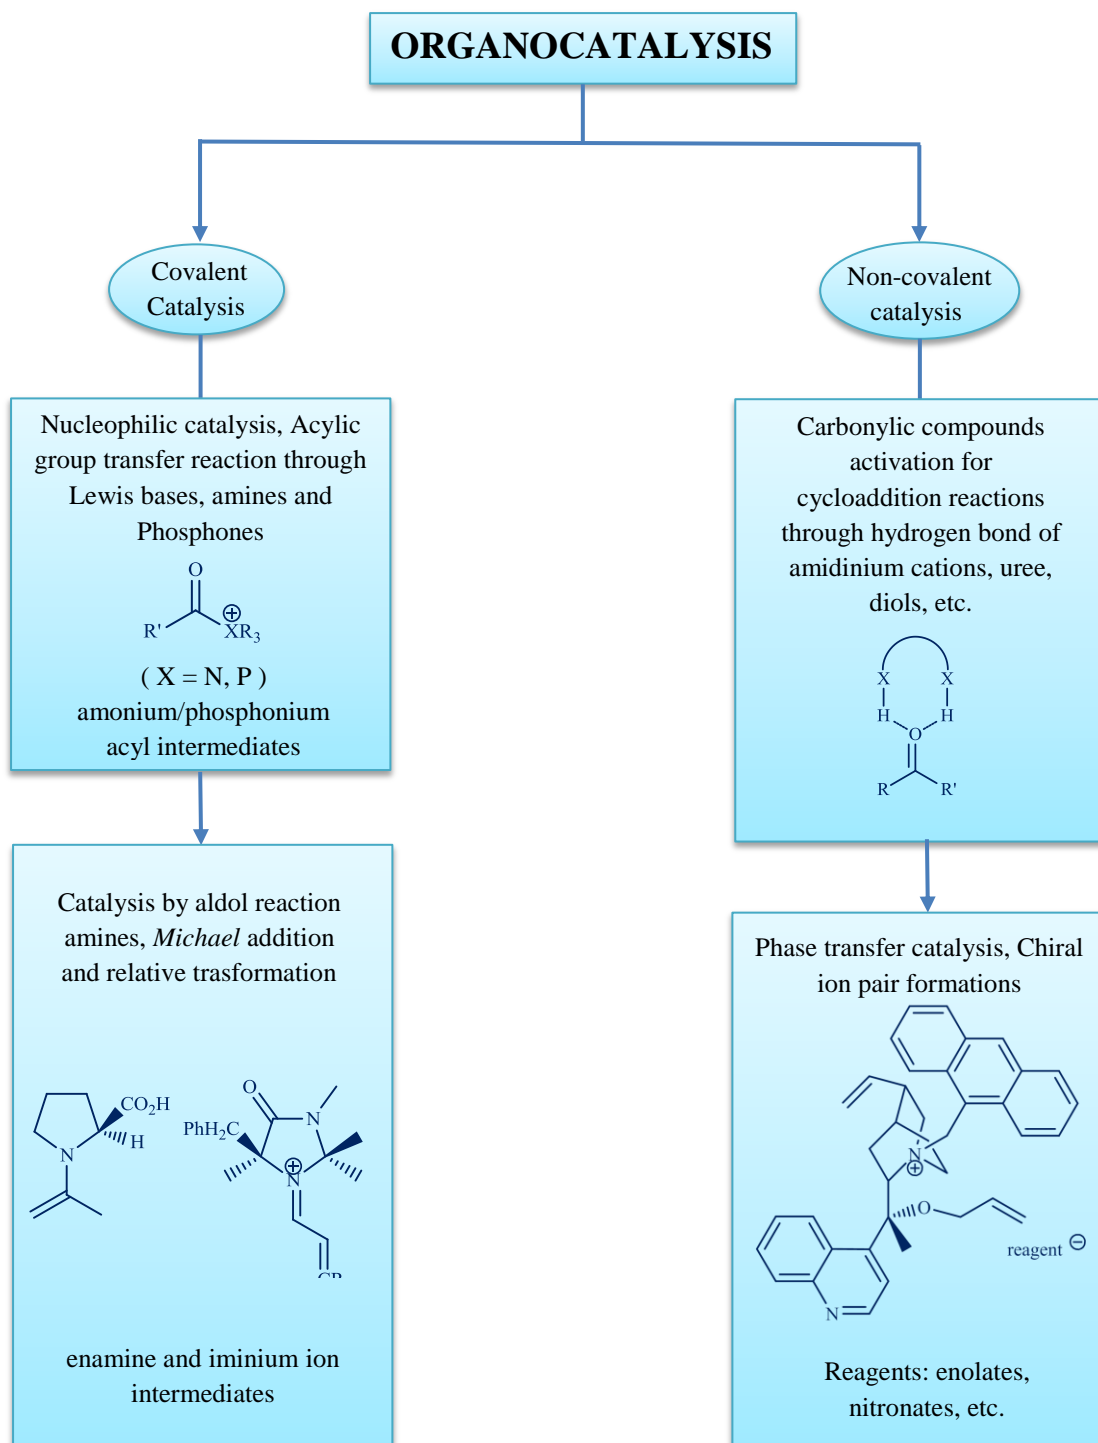 ORGANOCATALYSIS
Covalent
Catalysis
Non-covalent
catalysis
Nucleophilic catalysis, Acylic
group transfer reaction through
Lewis bases, amines and
Phosphones
O
R'
⊕
XR3
( X = N, P )
amonium/phosphonium
acyl intermediates
Carbonylic compounds
activation for
cycloaddition reactions
through hydrogen bond of
amidinium cations, uree,
diols, etc.
X X
H H
O
R R'
Catalysis by aldol reaction
amines, Michael addition
and relative trasformation
CO2H
H
N
O
N
PhH2C
⊕
N
enamine and iminium ion
intermediates
Phase transfer catalysis, Chiral
ion pair formations
N
⊕
O
reagent ⊖
N
Reagents: enolates,
nitronates, etc.